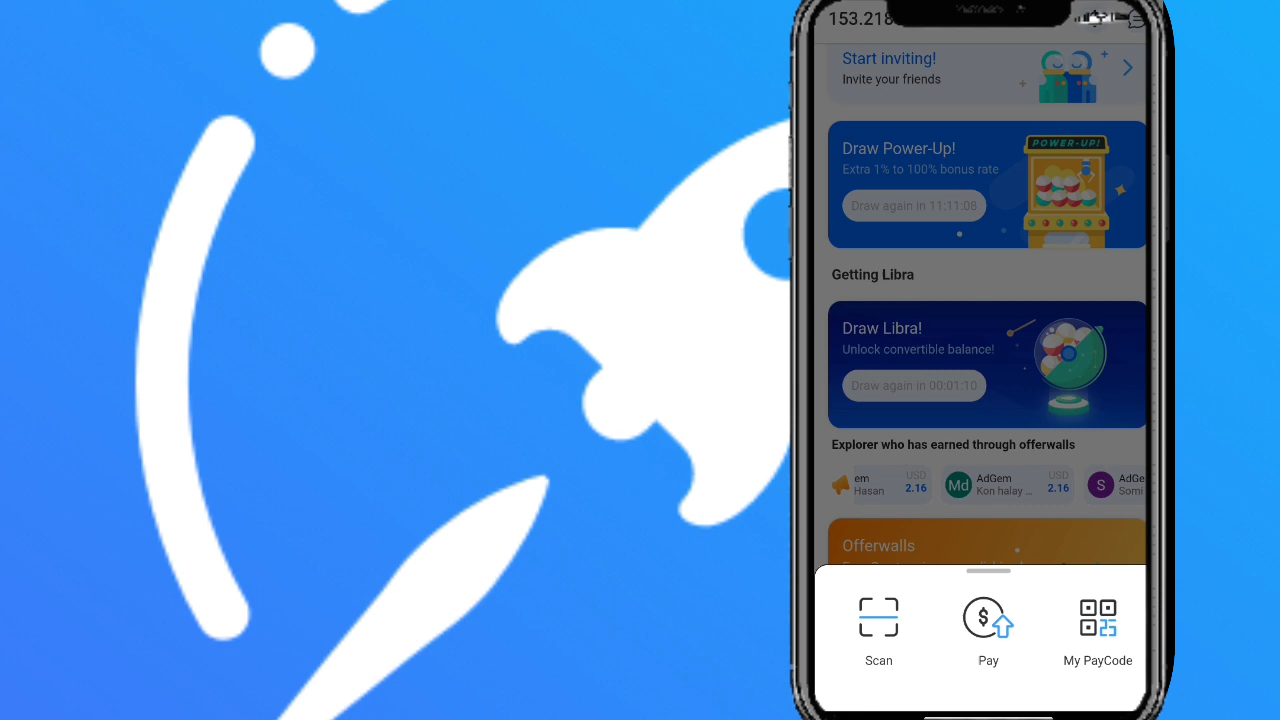 153.218
Start inviting!
Invite your friends
POWER-UP!
Draw Power-Up!
Extra 1% to 100% bonus rate
Draw again in 11:11:08
Getting Libra
Draw Libra!
Unlock convertible balance!
Draw again in 00:01:10
Explorer who has earned through offerwalls
em
Hasan
USD
2.16
Md
AdGem
Kon halay ...
USD
2.16
S
AdGe
Somi
Offerwalls
Scan
Pay
My PayCode